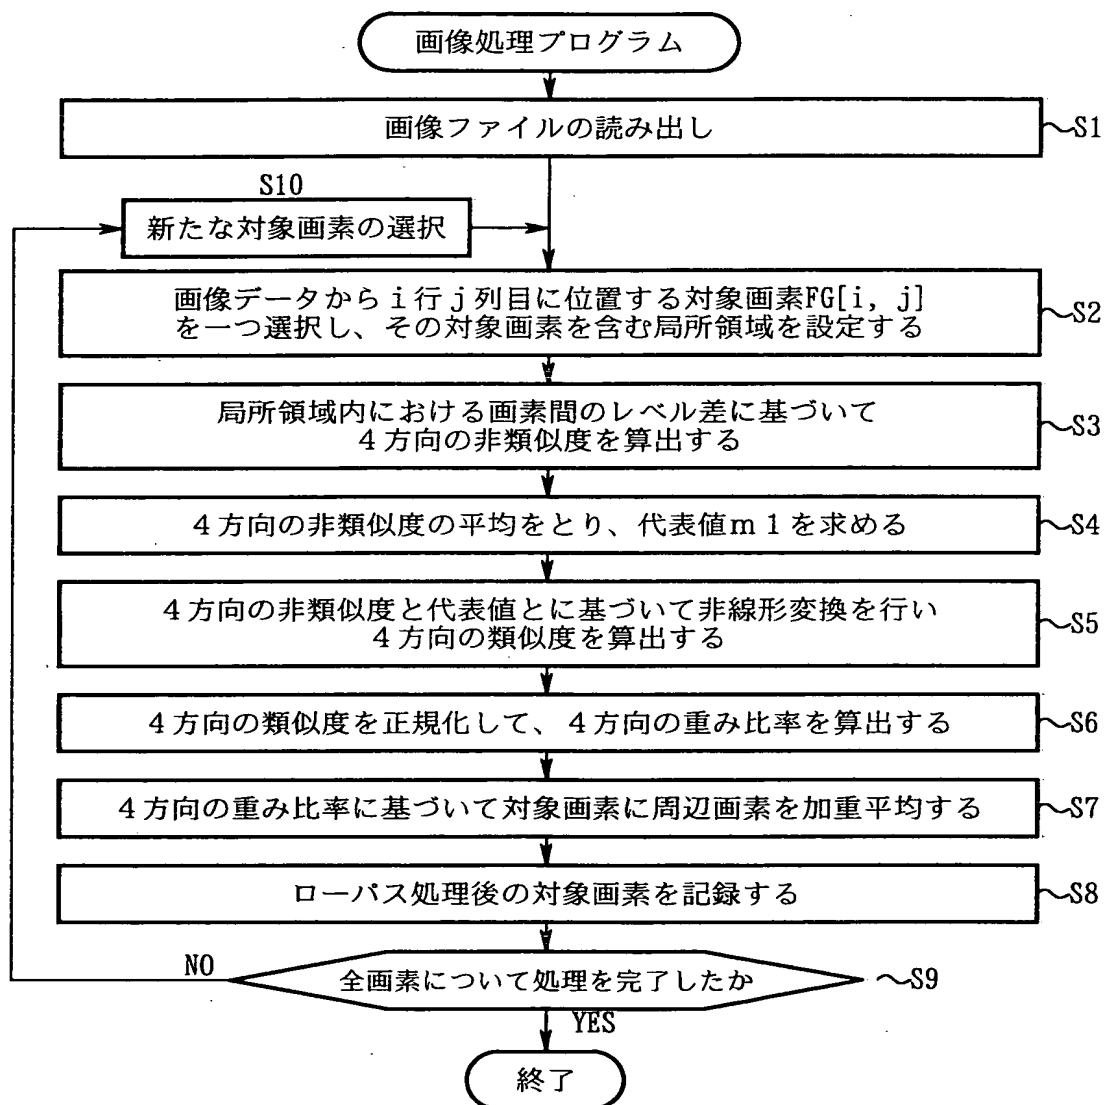 画像処理プログラム
画像ファイルの読み出し
S1
S10
新たな対象画素の選択
画像データからi行j列目に位置する対象画素FG[i, j]
を一つ選択し、その対象画素を含む局所領域を設定する
S2
局所領域内における画素間のレベル差に基づいて
4方向の非類似度を算出する
S3
4方向の非類似度の平均をとり、代表値m1を求める
S4
4方向の非類似度と代表値とに基づいて非線形変換を行い
4方向の類似度を算出する
S5
4方向の類似度を正規化して、4方向の重み比率を算出する
S6
4方向の重み比率に基づいて対象画素に周辺画素を加重平均する
S7
ローパス処理後の対象画素を記録する
S8
NO
全画素について処理を完了したか
S9
YES
終了